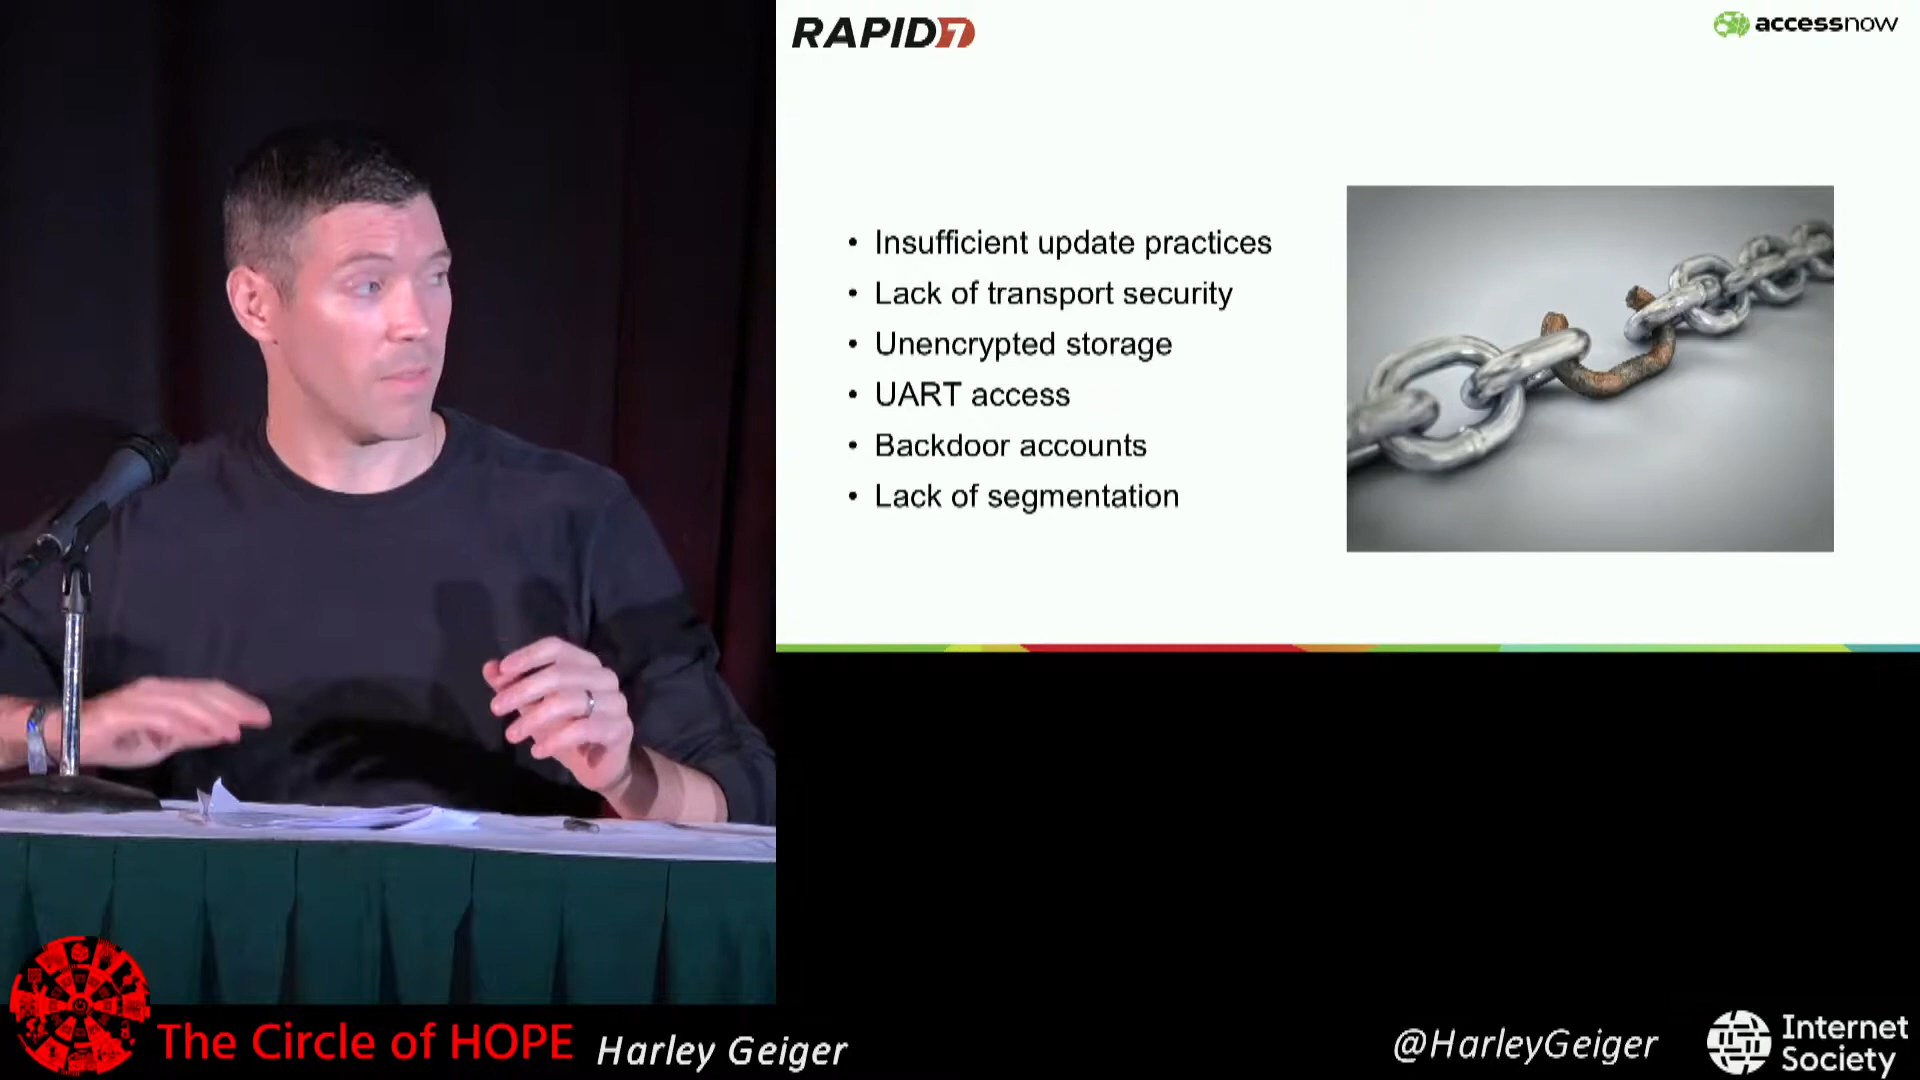 RAPID7
accessnow
• Insufficient update practices
• Lack of transport security
• Unencrypted storage
• UART access
• Backdoor accounts
• Lack of segmentation
The Circle of HOPE
Harley Geiger
@HarleyGeiger
Internet
Society